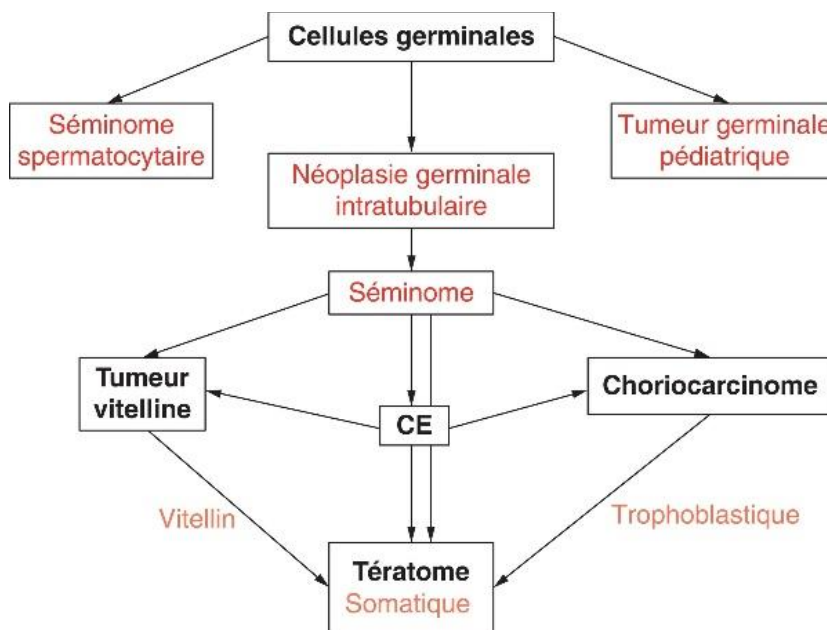 Cellules germinales
Séminome
spermatocytaire
Tumeur germinale
pédiatrique
Néoplasie germinale
intratubulaire
Séminome
Tumeur
vitelline
Choriocarcinome
CE
Vitellin
Trophoblastique
Tératome
Somatique